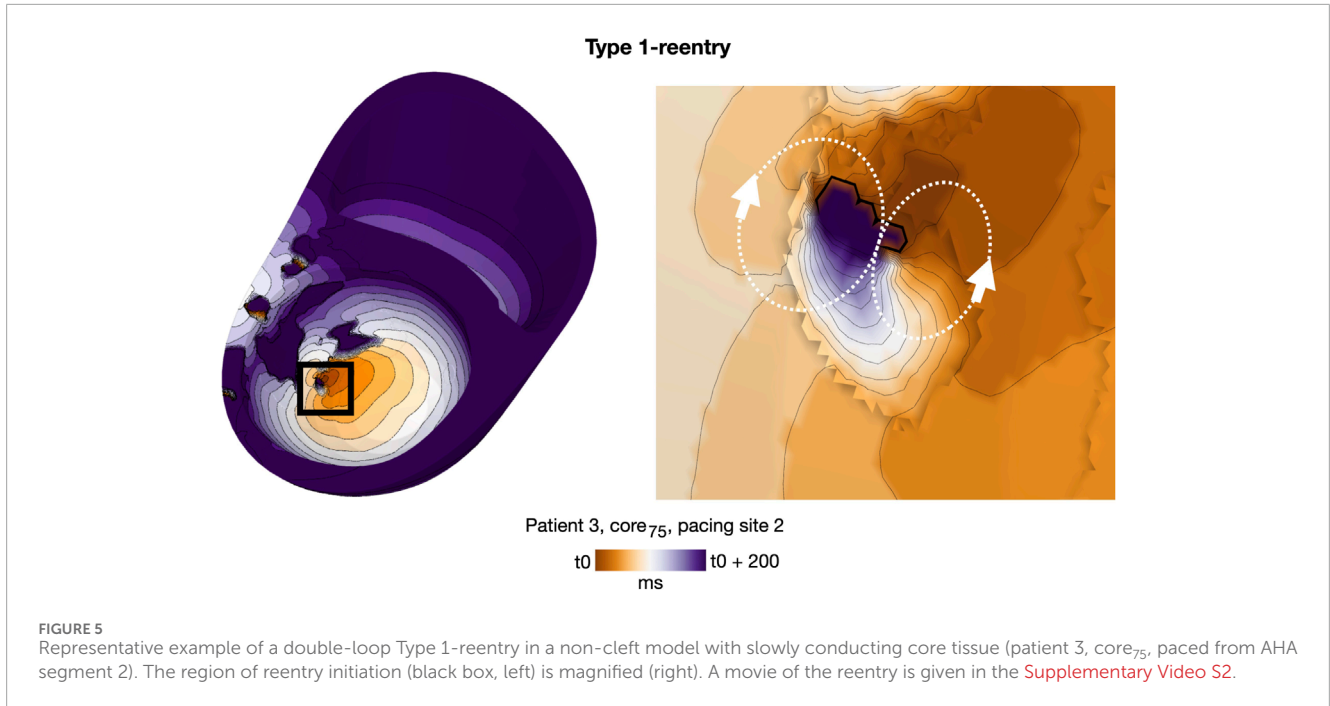 Type 1-reentry
Patient 3, core75, pacing site 2
t0 t0 + 200
ms
FIGURE 5
Representative example of a double-loop Type 1-reentry in a non-cleft model with slowly conducting core tissue (patient 3, core75, paced from AHA
segment 2). The region of reentry initiation (black box, left) is magnified (right). A movie of the reentry is given in the Supplementary Video S2.